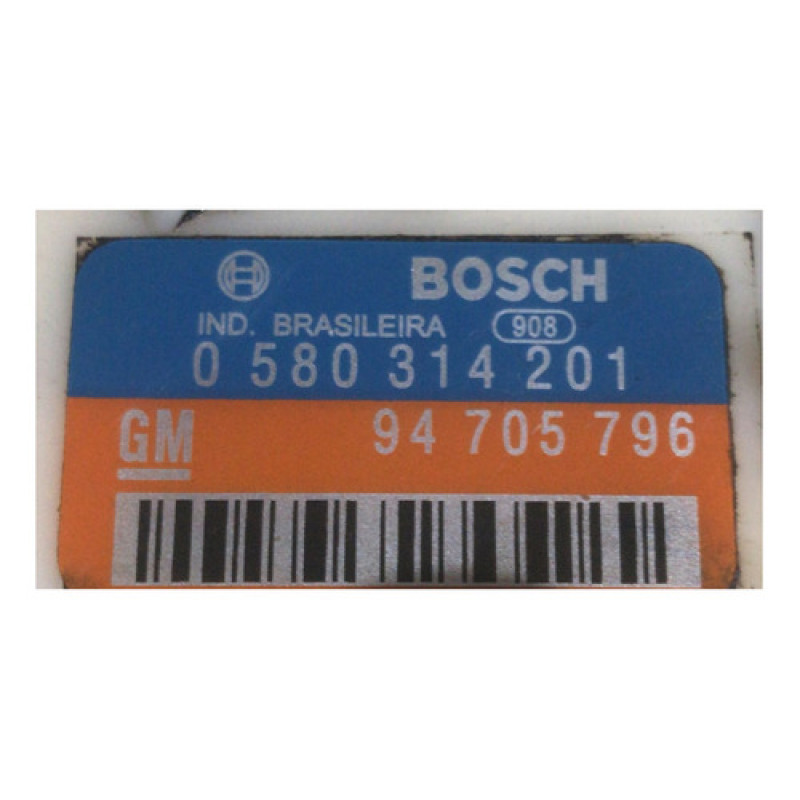 BOSCH
IND. BRASILEIRA 908
0 580 314 201
GM 94 705 796